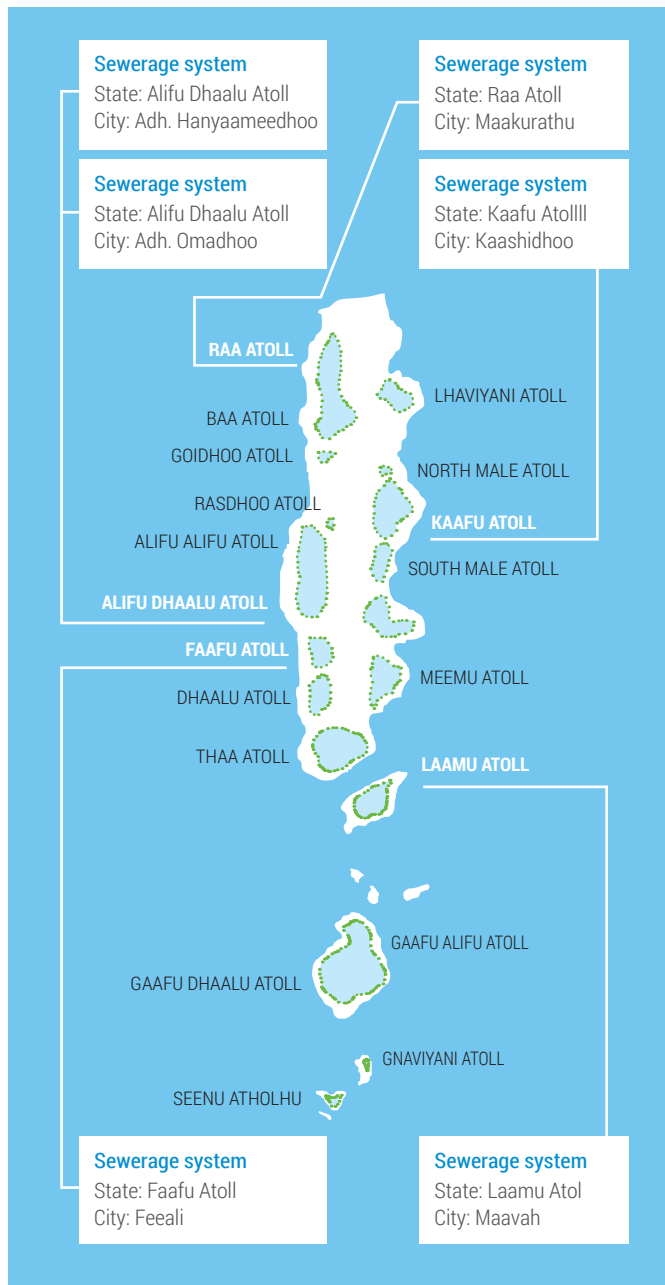 Sewerage system
State: Alifu Dhaalu Atoll
City: Adh. Hanyaameedhoo
Sewerage system
State: Raa Atoll
City: Maakurathu
Sewerage system
State: Alifu Dhaalu Atoll
City: Adh. Omadhoo
Sewerage system
State: Kaafu Atollll
City: Kaashidhoo
RAA ATOLL
LHAVIYANI ATOLL
BAA ATOLL
GOIDHOO ATOLL
NORTH MALE ATOLL
RASDHOO ATOLL
KAAFU ATOLL
ALIFU ALIFU ATOLL
SOUTH MALE ATOLL
ALIFU DHAALU ATOLL
FAAFU ATOLL
MEEMU ATOLL
DHAALU ATOLL
THAA ATOLL
LAAMU ATOLL
GAAFU ALIFU ATOLL
GAAFU DHAALU ATOLL
GNAVIYANI ATOLL
SEENU ATHOLHU
Sewerage system
State: Faafu Atoll
City: Feeali
Sewerage system
State: Laamu Atol
City: Maavah